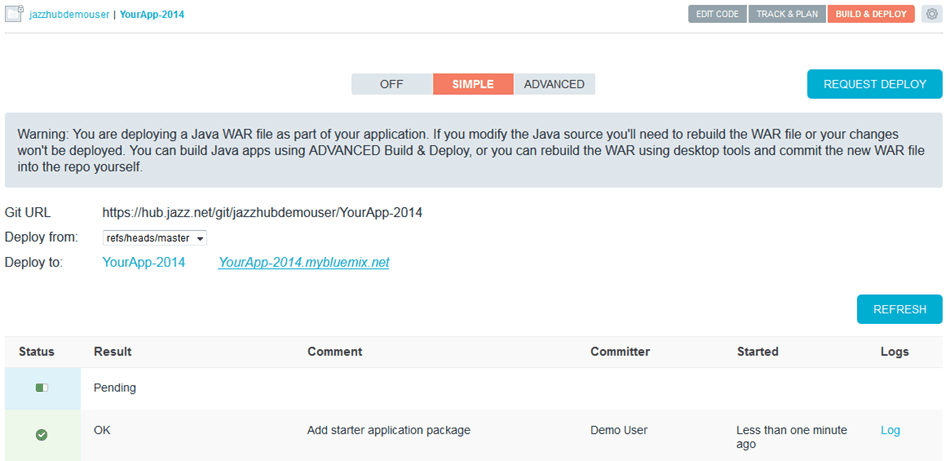 jazzhubdemouser | YourApp-2014
EDIT CODE TRACK & PLAN BUILD & DEPLOY
OFF SIMPLE ADVANCED REQUEST DEPLOY
Warning: You are deploying a Java WAR file as part of your application. If you modify the Java source you'll need to rebuild the WAR file or your changes
won't be deployed. You can build Java apps using ADVANCED Build & Deploy, or you can rebuild the WAR using desktop tools and commit the new WAR file
into the repo yourself.
Git URL https://hub.jazz.net/git/jazzhubdemouser/YourApp-2014
Deploy from: refs/heads/master
Deploy to: YourApp-2014 YourApp-2014.mybluemix.net
REFRESH
Status Result Comment Committer Started Logs
Pending
OK Add starter application package Demo User Less than one minute Log
ago